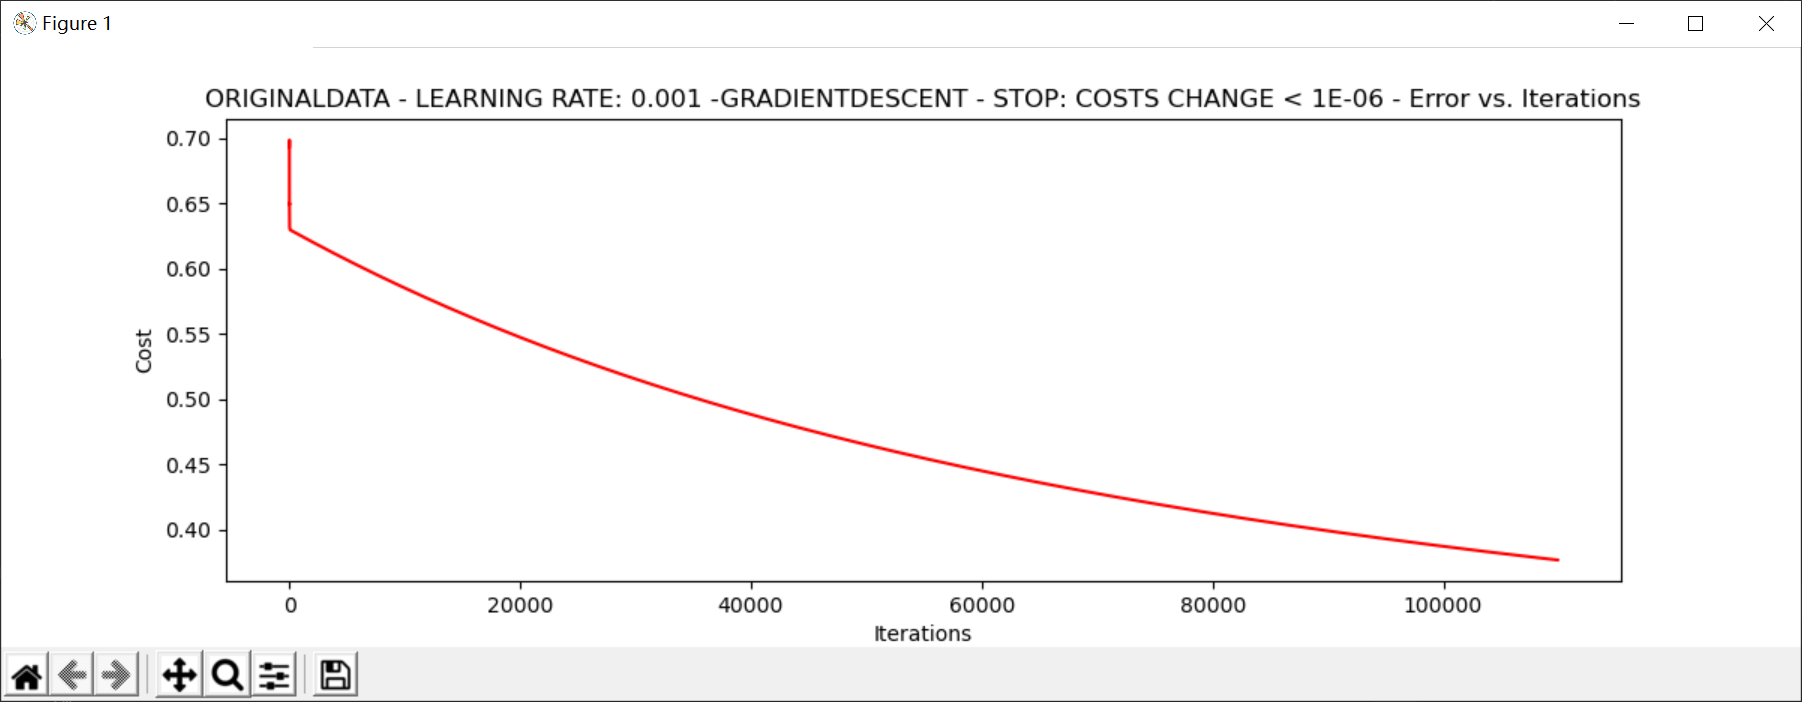 Figure 1
ORIGINALDATA - LEARNING RATE: 0.001 -GRADIENTDESCENT - STOP: COSTS CHANGE < 1E-06 - Error vs. Iterations
0.70
0.65
0.60
0.55
0.50
0.45
0.40
Cost
0 20000 40000 60000 80000 100000
Iterations